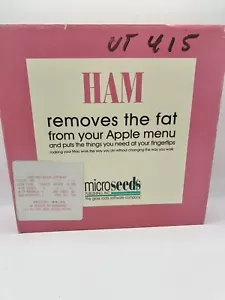 UT 415
HAM
removes the fat
from your Apple menu
and puts the things you need at your fingertips
making your Mac work the way you do without changing the way you work
microseeds
PUBLISHING, INC.
The grass roots software company